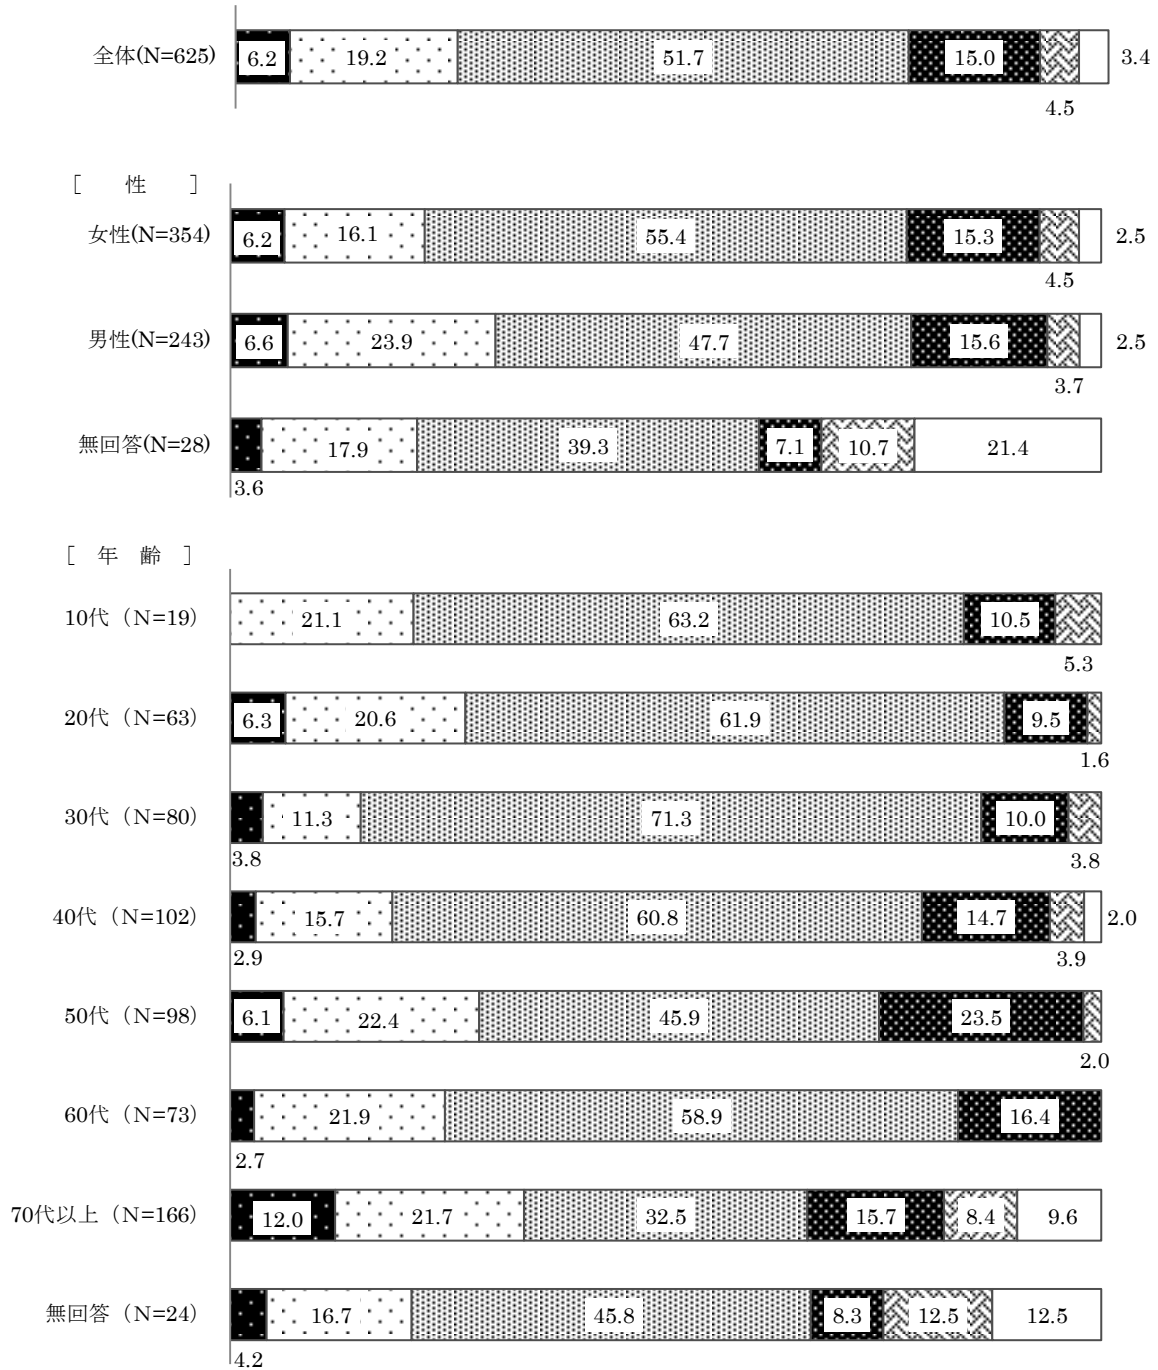 全体(N=625) 6.2 19.2 51.7 15.0 3.4
4.5
[ 性 ]
女性(N=354) 6.2 16.1 55.4 15.3 2.5
4.5
男性(N=243) 6.6 23.9 47.7 15.6 2.5
3.7
無回答(N=28) 17.9 39.3 7.1 10.7 21.4
3.6
[ 年 齢 ]
10代（N=19） 21.1 63.2 10.5
5.3
20代（N=63） 6.3 20.6 61.9 9.5
1.6
30代（N=80） 11.3 71.3 10.0
3.8 3.8
40代（N=102） 15.7 60.8 14.7 2.0
2.9 3.9
50代（N=98） 6.1 22.4 45.9 23.5
2.0
60代（N=73） 21.9 58.9 16.4
2.7
70代以上（N=166） 12.0 21.7 32.5 15.7 8.4 9.6
無回答（N=24） 16.7 45.8 8.3 12.5 12.5
4.2